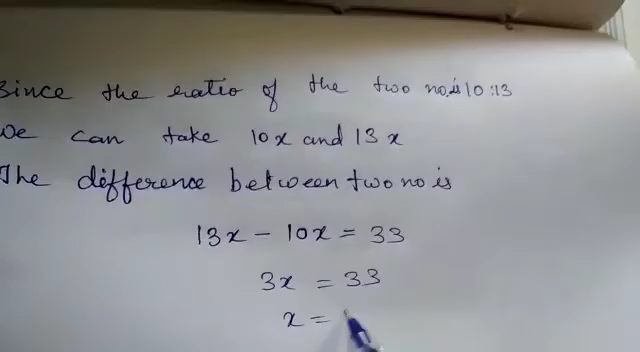 Since the ratio of the two no.is 10:13
We can take 10x and 13x
The difference between two no is
13x - 10x = 33
3x = 33
x =